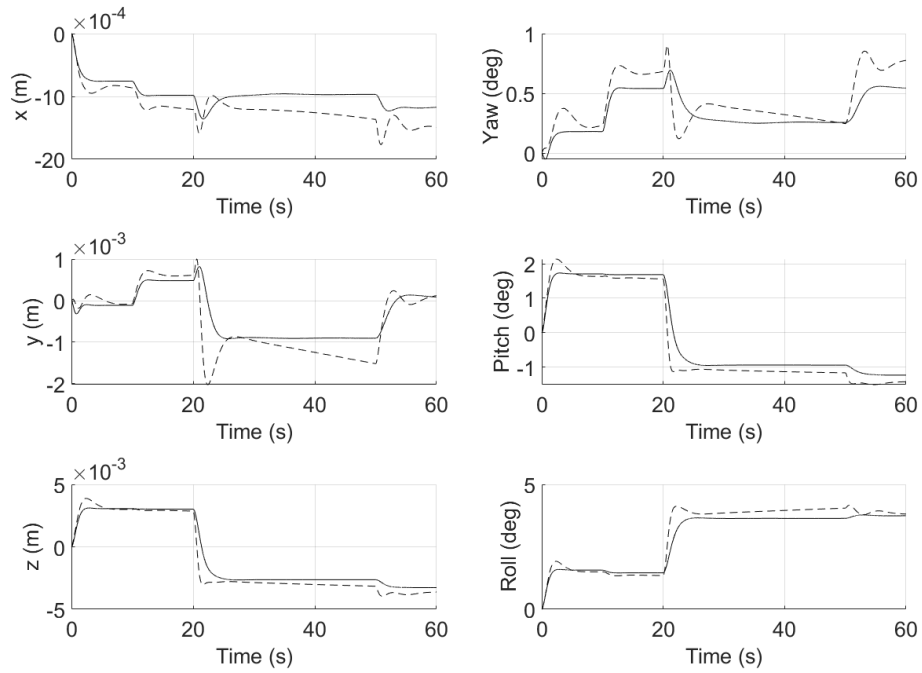 ×10⁻⁴
0
-10
-20
x (m)
0 20 40 60
Time (s)
1
0.5
0
Yaw (deg)
0 20 40 60
Time (s)
×10⁻³
1
0
-1
-2
y (m)
0 20 40 60
Time (s)
2
1
0
-1
Pitch (deg)
0 20 40 60
Time (s)
×10⁻³
5
0
-5
z (m)
0 20 40 60
Time (s)
5
0
Roll (deg)
0 20 40 60
Time (s)